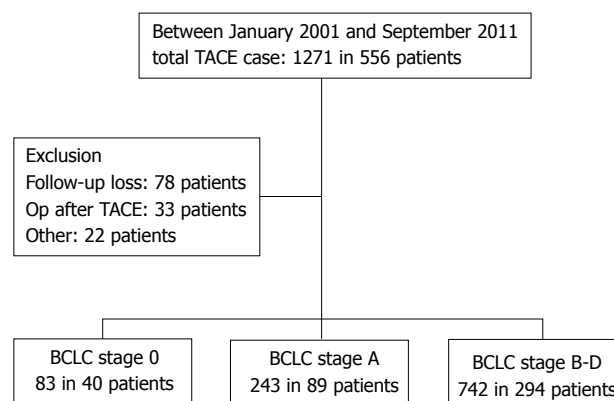 Between January 2001 and September 2011
total TACE case: 1271 in 556 patients
Exclusion
Follow-up loss: 78 patients
Op after TACE: 33 patients
Other: 22 patients
BCLC stage 0
83 in 40 patients
BCLC stage A
243 in 89 patients
BCLC stage B-D
742 in 294 patients